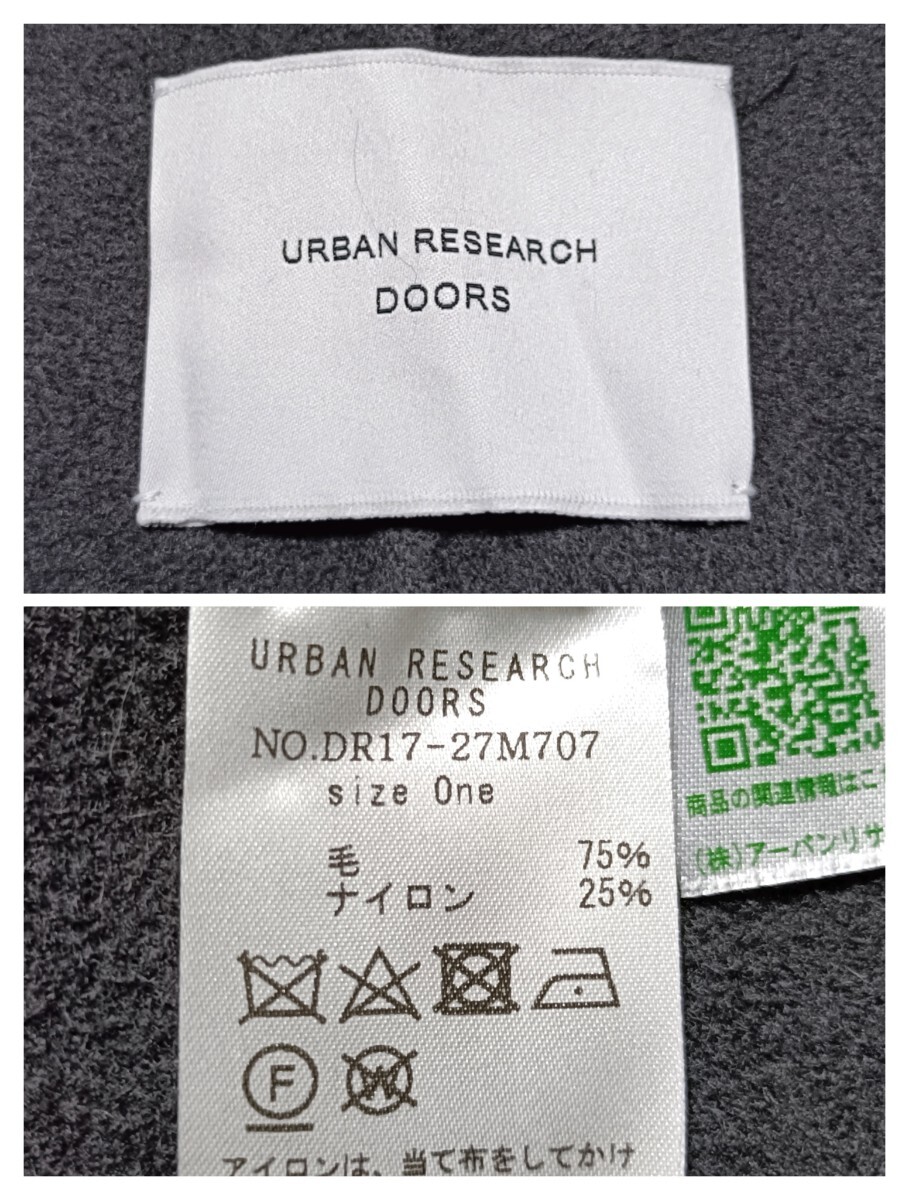 URBAN RESEARCH
DOORS
URBAN RESEARCH
DOORS
NO.DR17-27M707
size One
毛 75%
ナイロン 25%
F
W
アイロンは、当て布をしてかけ
商品の関連情報はこ
(株)アーバンリサ